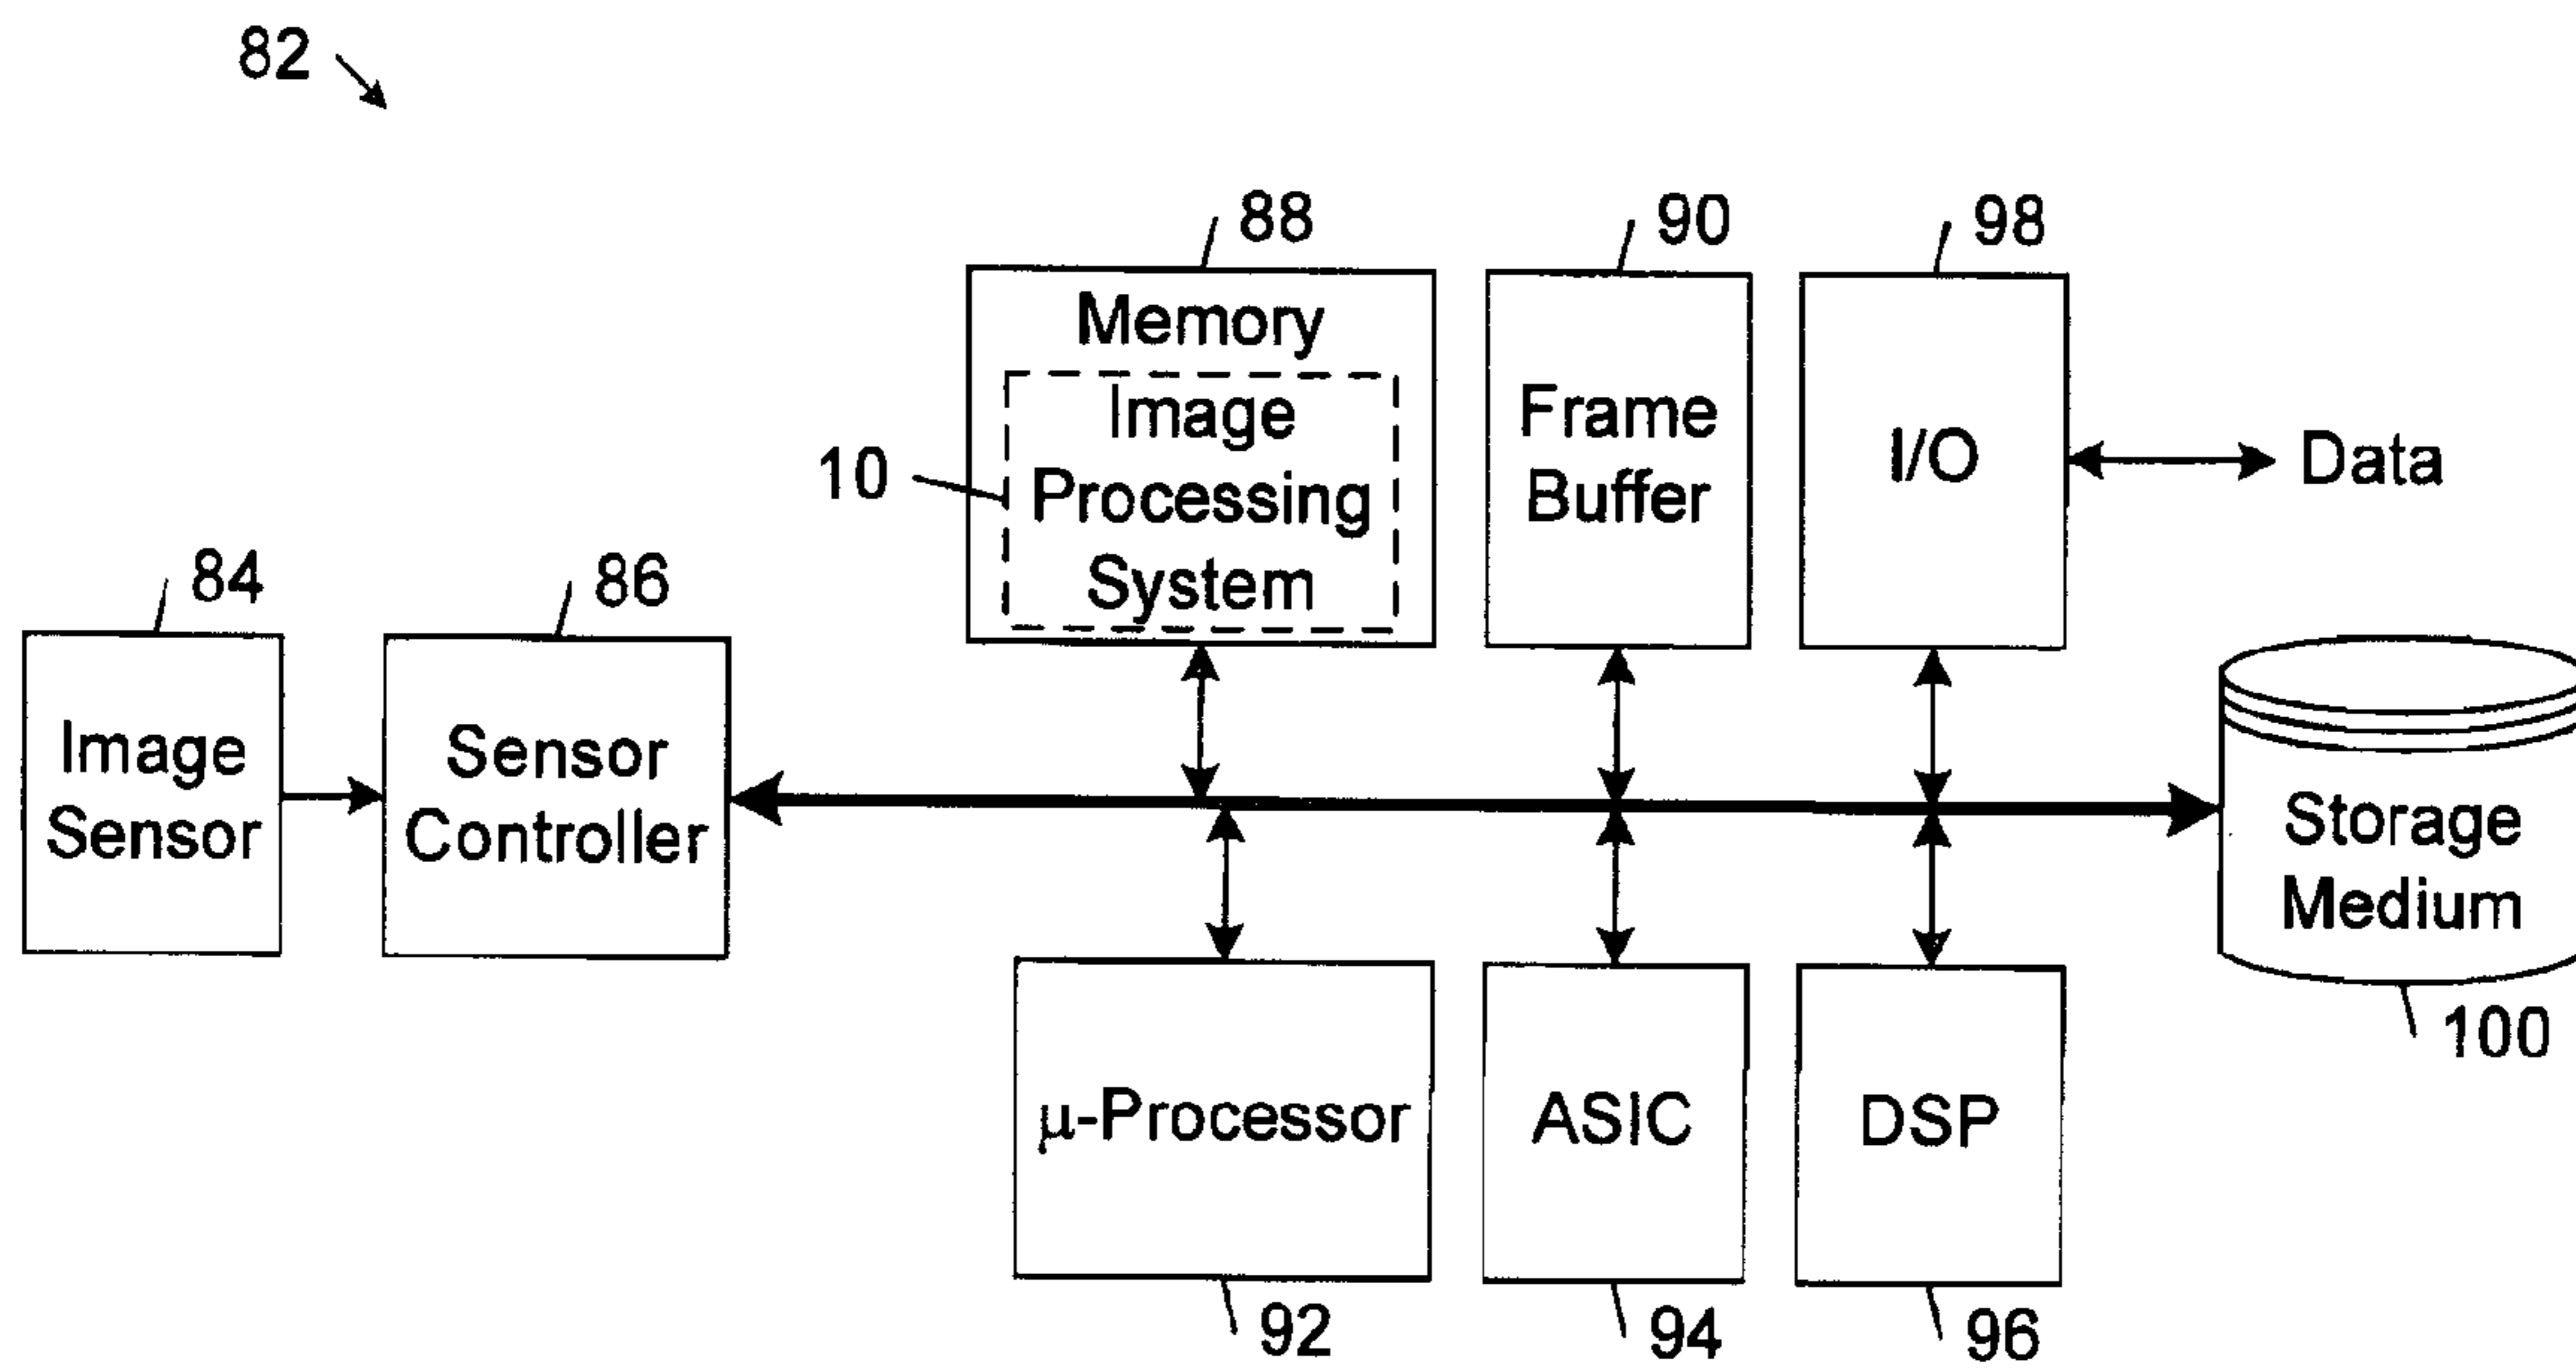 82
88
90
98
Memory
Image
Processing
System
10
Frame
Buffer
I/O
Data
84
86
Image
Sensor
Sensor
Controller
Storage
Medium
100
μ-Processor
ASIC
DSP
92
94
96